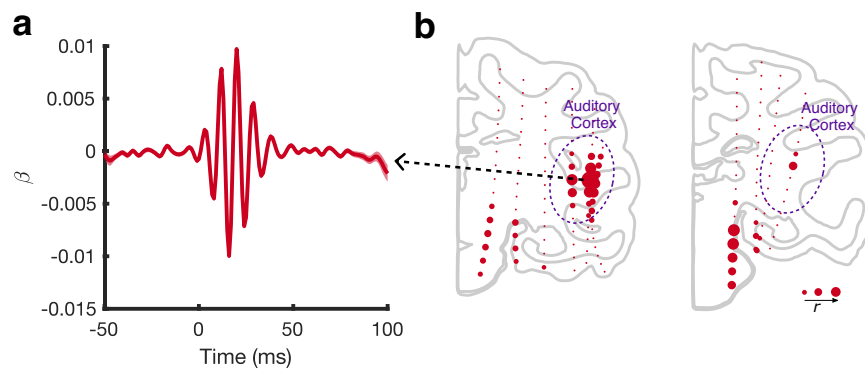 a
0.01
0.005
0
-0.005
-0.01
-0.015
β
-50
0
50
100
Time (ms)
b
Auditory
Cortex
Auditory
Cortex
r